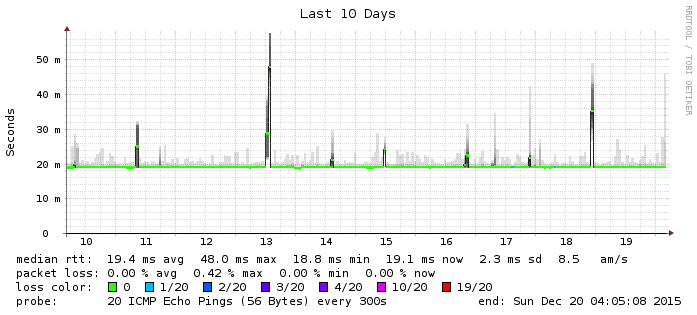 Last 10 Days
RRDTOOL / TOBI OETIKER
Seconds
50 m
40 m
30 m
20 m
10 m
0
10 11 12 13 14 15 16 17 18 19
median rtt: 19.4 ms avg 48.0 ms max 18.8 ms min 19.1 ms now 2.3 ms sd 8.5 am/s
packet loss: 0.00 % avg 0.42 % max 0.00 % min 0.00 % now
loss color: 0 1/20 2/20 3/20 4/20 10/20 19/20
probe: 20 ICMP Echo Pings (56 Bytes) every 300s end: Sun Dec 20 04:05:08 2015